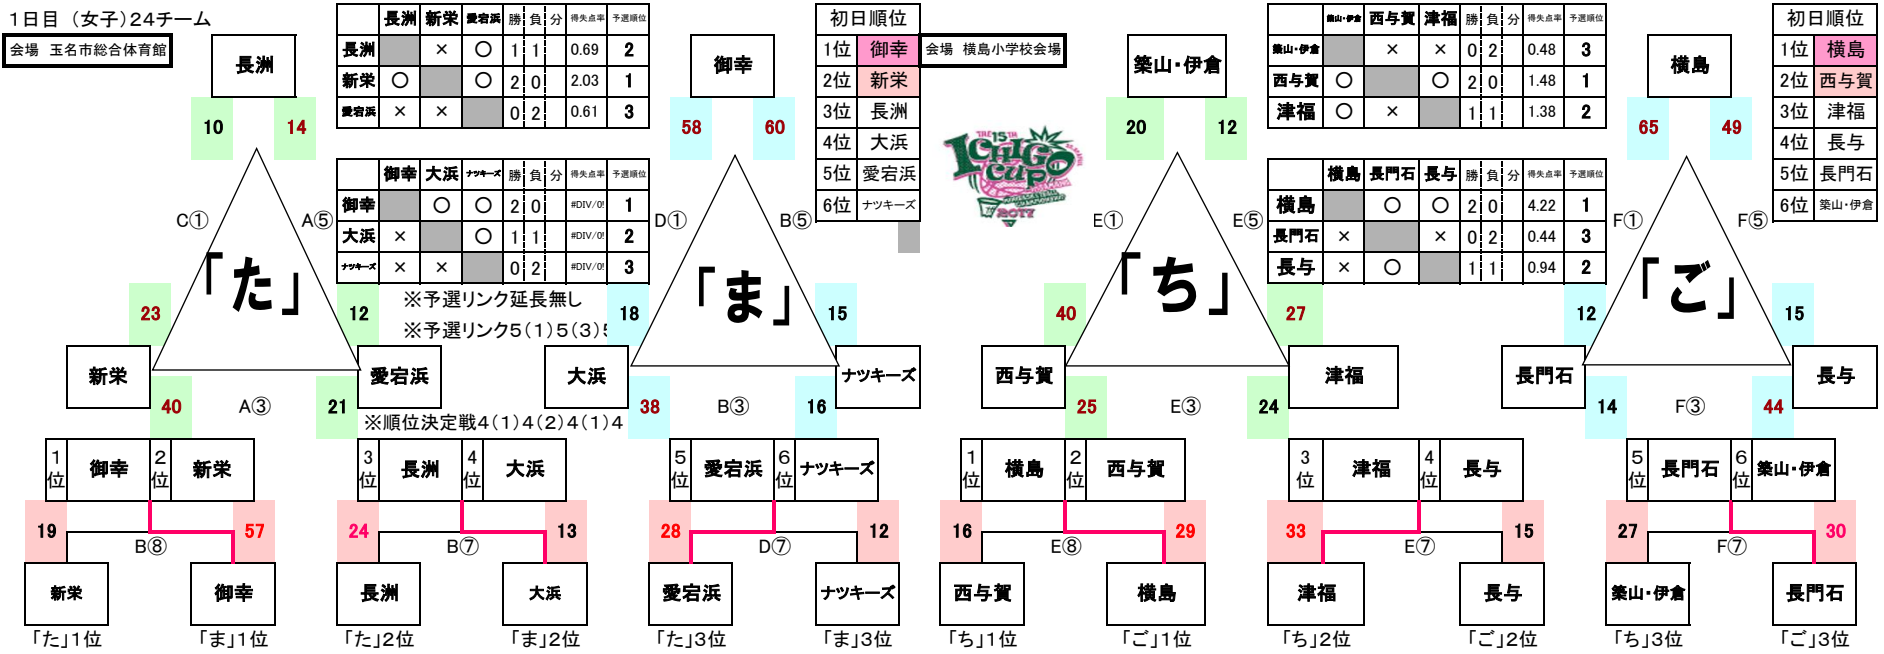 1日目 (女子)24チーム
会場 玉名市総合体育館
長洲
10 14
C① A⑤
「た」
23 12
新栄 愛宕浜
40 A③ 21
長洲 新栄 愛宕浜 勝 負 分 得失点率 予選順位
長洲 × ○ 1 1 0.69 2
新栄 ○ ○ 2 0 2.03 1
愛宕浜 × × 0 2 0.61 3
御幸 大浜 ナツキーズ 勝 負 分 得失点率 予選順位
御幸 ○ ○ 2 0 #DIV/0! 1
大浜 × ○ 1 1 #DIV/0! 2
ナツキーズ × × 0 2 #DIV/0! 3
※予選リンク延長無し
※予選リンク5(1)5(3)5
※順位決定戦4(1)4(2)4(1)4
御幸
58 60
D① B⑤
「ま」
18 15
大浜 ナツキーズ
38 B③ 16
初日順位
1位 御幸
2位 新栄
3位 長洲
4位 大浜
5位 愛宕浜
6位 ナツキーズ
会場 横島小学校会場
THE 15TH
ICHIGO
CUP
2017
築山・伊倉
20 12
E① E⑤
「ち」
40 27
西与賀 津福
25 E③ 24
築山・伊倉 西与賀 津福 勝 負 分 得失点率 予選順位
築山・伊倉 × × 0 2 0.48 3
西与賀 ○ ○ 2 0 1.48 1
津福 ○ × 1 1 1.38 2
横島 長門石 長与 勝 負 分 得失点率 予選順位
横島 ○ ○ 2 0 4.22 1
長門石 × × 0 2 0.44 3
長与 × ○ 1 1 0.94 2
横島
65 49
F① F⑤
「ご」
12 15
長門石 長与
14 F③ 44
初日順位
1位 横島
2位 西与賀
3位 津福
4位 長与
5位 長門石
6位 築山・伊倉
1位 御幸 2位 新栄
19 B⑧ 57
新栄 御幸
「た」1位 「ま」1位
3位 長洲 4位 大浜
24 B⑦ 13
長洲 大浜
「た」2位 「ま」2位
5位 愛宕浜 6位 ナツキーズ
28 D⑦ 12
愛宕浜 ナツキーズ
「た」3位 「ま」3位
1位 横島 2位 西与賀
16 E⑧ 29
西与賀 横島
「ち」1位 「ご」1位
3位 津福 4位 長与
33 E⑦ 15
津福 長与
「ち」2位 「ご」2位
5位 長門石 6位 築山・伊倉
27 F⑦ 30
築山・伊倉 長門石
「ち」3位 「ご」3位